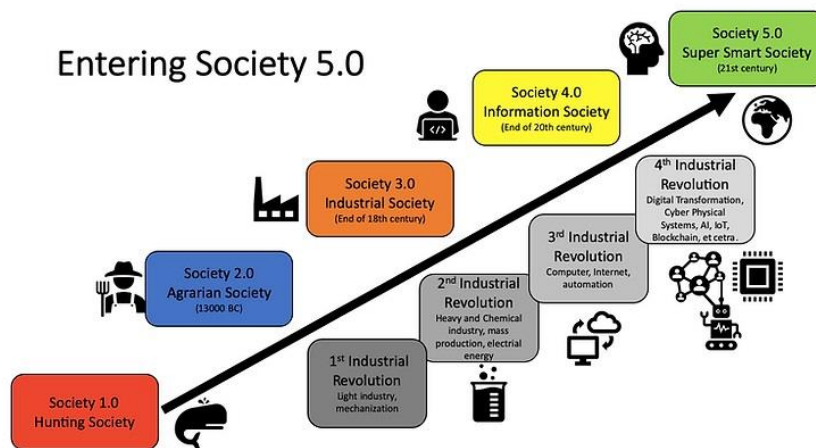 Entering Society 5.0
Society 5.0
Super Smart Society
(21st century)
Society 4.0
Information Society
(End of 20th century)
Society 3.0
Industrial Society
(End of 18th century)
Society 2.0
Agrarian Society
(13000 BC)
Society 1.0
Hunting Society
1st Industrial
Revolution
Light industry,
mechanization
2nd Industrial
Revolution
Heavy and Chemical
industry, mass
production, electrial
energy
3rd Industrial
Revolution
Computer, Internet,
automation
4th Industrial
Revolution
Digital Transformation,
Cyber Physical
Systems, AI, IoT,
Blockchain, et cetra.